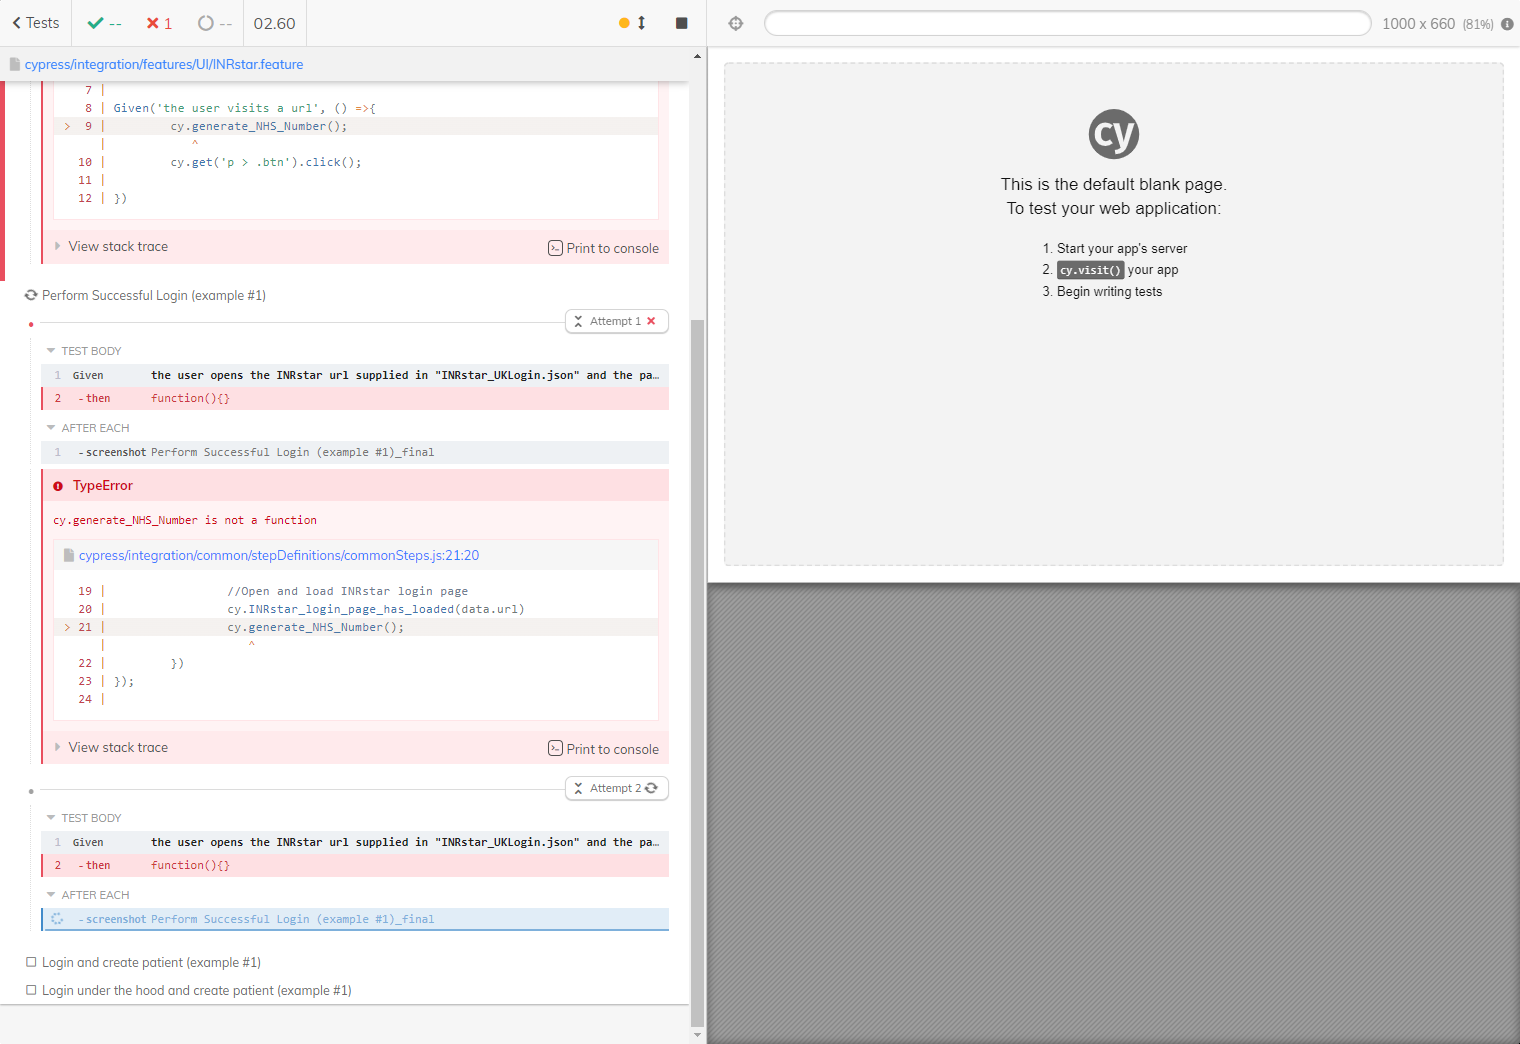 Tests
--
1
--
02.60
1000 x 660 (81%)
cypress/integration/features/UI/INRstar.feature
7 |
8 | Given('the user visits a url', () =>{
> 9 | cy.generate_NHS_Number();
| ^
10 | cy.get('p > .btn').click();
11 |
12 | })
View stack trace
Print to console
Perform Successful Login (example #1)
Attempt 1
TEST BODY
1 Given the user opens the INRstar url supplied in "INRstar_UKLogin.json" and the pa…
2 -then function(){}
AFTER EACH
1 -screenshot Perform Successful Login (example #1)_final
TypeError
cy.generate_NHS_Number is not a function
cypress/integration/common/stepDefinitions/commonSteps.js:21:20
19 | //Open and load INRstar login page
20 | cy.INRstar_login_page_has_loaded(data.url)
> 21 | cy.generate_NHS_Number();
| ^
22 | })
23 | });
24 |
View stack trace
Print to console
Attempt 2
TEST BODY
1 Given the user opens the INRstar url supplied in "INRstar_UKLogin.json" and the pa…
2 -then function(){}
AFTER EACH
-screenshot Perform Successful Login (example #1)_final
Login and create patient (example #1)
Login under the hood and create patient (example #1)
cy
This is the default blank page.
To test your web application:
1. Start your app's server
2. cy.visit() your app
3. Begin writing tests